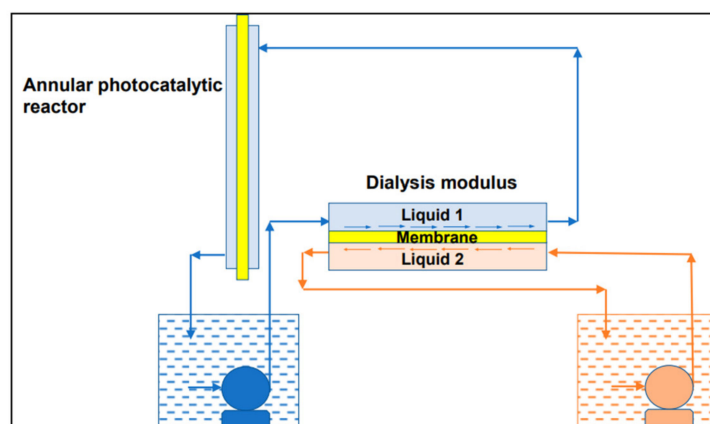 Annular photocatalytic
reactor
Dialysis modulus
Liquid 1
Membrane
Liquid 2